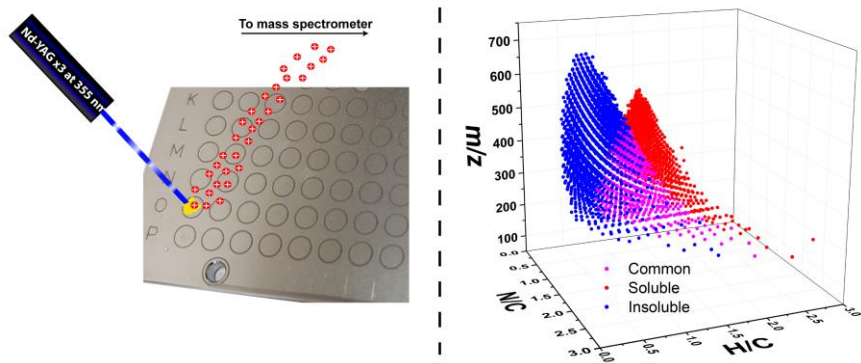 To mass spectrometer
Nd-YAG x3 at 355 nm
K
L
M
N
O
P
m/z
700
600
500
400
300
200
100
0.0
0.5
1.0
1.5
2.0
2.5
3.0
N/C
0.0
0.5
1.0
1.5
2.0
2.5
3.0
H/C
Common
Soluble
Insoluble